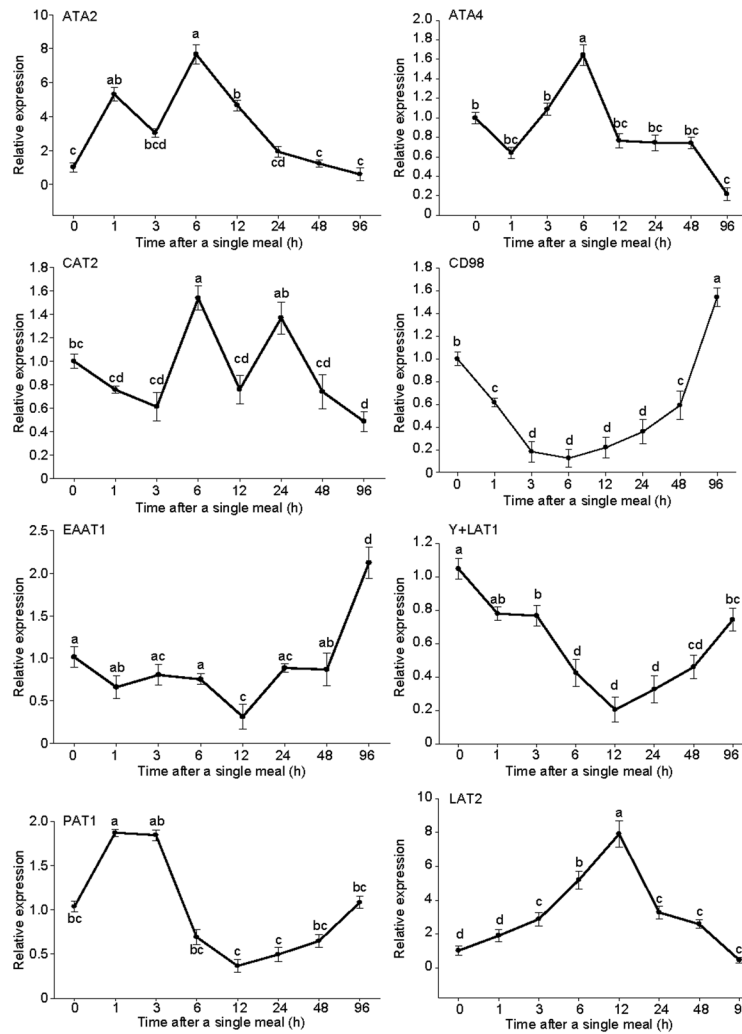 ATA2
Relative expression
10
8
6
4
2
0
c
ab
bcd
a
b
cd
c
c
0 1 3 6 12 24 48 96
Time after a single meal (h)
ATA4
Relative expression
2.0
1.8
1.6
1.4
1.2
1.0
0.8
0.6
0.4
0.2
0
b
bc
b
a
bc
bc
bc
c
0 1 3 6 12 24 48 96
Time after a single meal (h)
CAT2
Relative expression
1.8
1.6
1.4
1.2
1.0
0.8
0.6
0.4
0.2
0
bc
cd
cd
a
cd
ab
cd
d
0 1 3 6 12 24 48 96
Time after a single meal (h)
CD98
Relative expression
1.8
1.6
1.4
1.2
1.0
0.8
0.6
0.4
0.2
0
b
c
d
d
d
d
c
a
0 1 3 6 12 24 48 96
Time after a single meal (h)
EAAT1
Relative expression
2.5
2.0
1.5
1.0
0.5
0
a
ab
ac
a
c
ac
ab
d
0 1 3 6 12 24 48 96
Time after a single meal (h)
Y+LAT1
Relative expression
1.2
1.0
0.8
0.6
0.4
0.2
0
a
ab
b
d
d
d
cd
bc
0 1 3 6 12 24 48 96
Time after a single meal (h)
PAT1
Relative expression
2.0
1.5
1.0
0.5
0
bc
a
ab
bc
c
c
bc
bc
0 1 3 6 12 24 48 96
Time after a single meal (h)
LAT2
Relative expression
10
8
6
4
2
0
d
d
c
b
a
c
c
0 1 3 6 12 24 48 9
Time after a single meal (h)